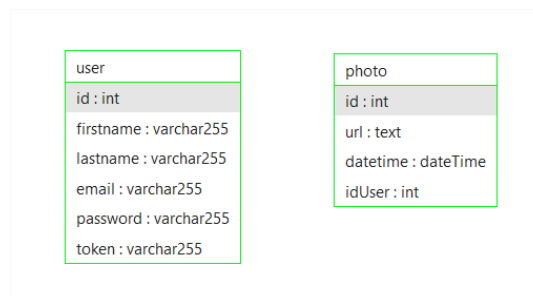 user
id : int
firstname : varchar255
lastname : varchar255
email : varchar255
password : varchar255
token : varchar255
photo
id : int
url : text
datetime : dateTime
idUser : int